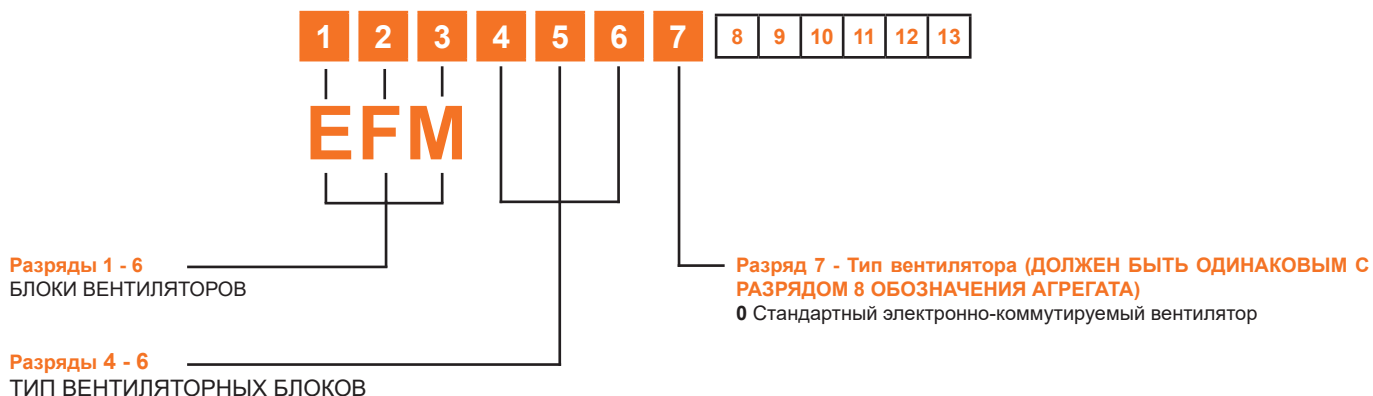 1 2 3 4 5 6 7 8 9 10 11 12 13
EFM
Разряды 1 - 6
БЛОКИ ВЕНТИЛЯТОРОВ
Разряд 7 - Тип вентилятора (ДОЛЖЕН БЫТЬ ОДИНАКОВЫМ С
РАЗРЯДОМ 8 ОБОЗНАЧЕНИЯ АГРЕГАТА)
0 Стандартный электронно-коммутируемый вентилятор
Разряды 4 - 6
ТИП ВЕНТИЛЯТОРНЫХ БЛОКОВ